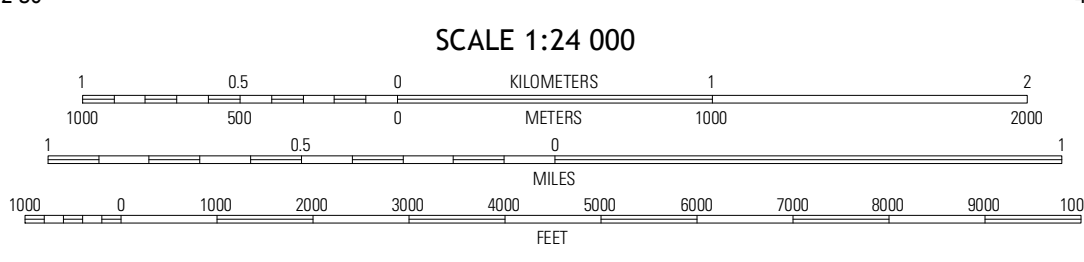 SCALE 1:24 000
1 0.5 0 KILOMETERS 1 2
1000 500 0 METERS 1000 2000
1 0.5 0 1
MILES
1000 0 1000 2000 3000 4000 5000 6000 7000 8000 9000 100
FEET